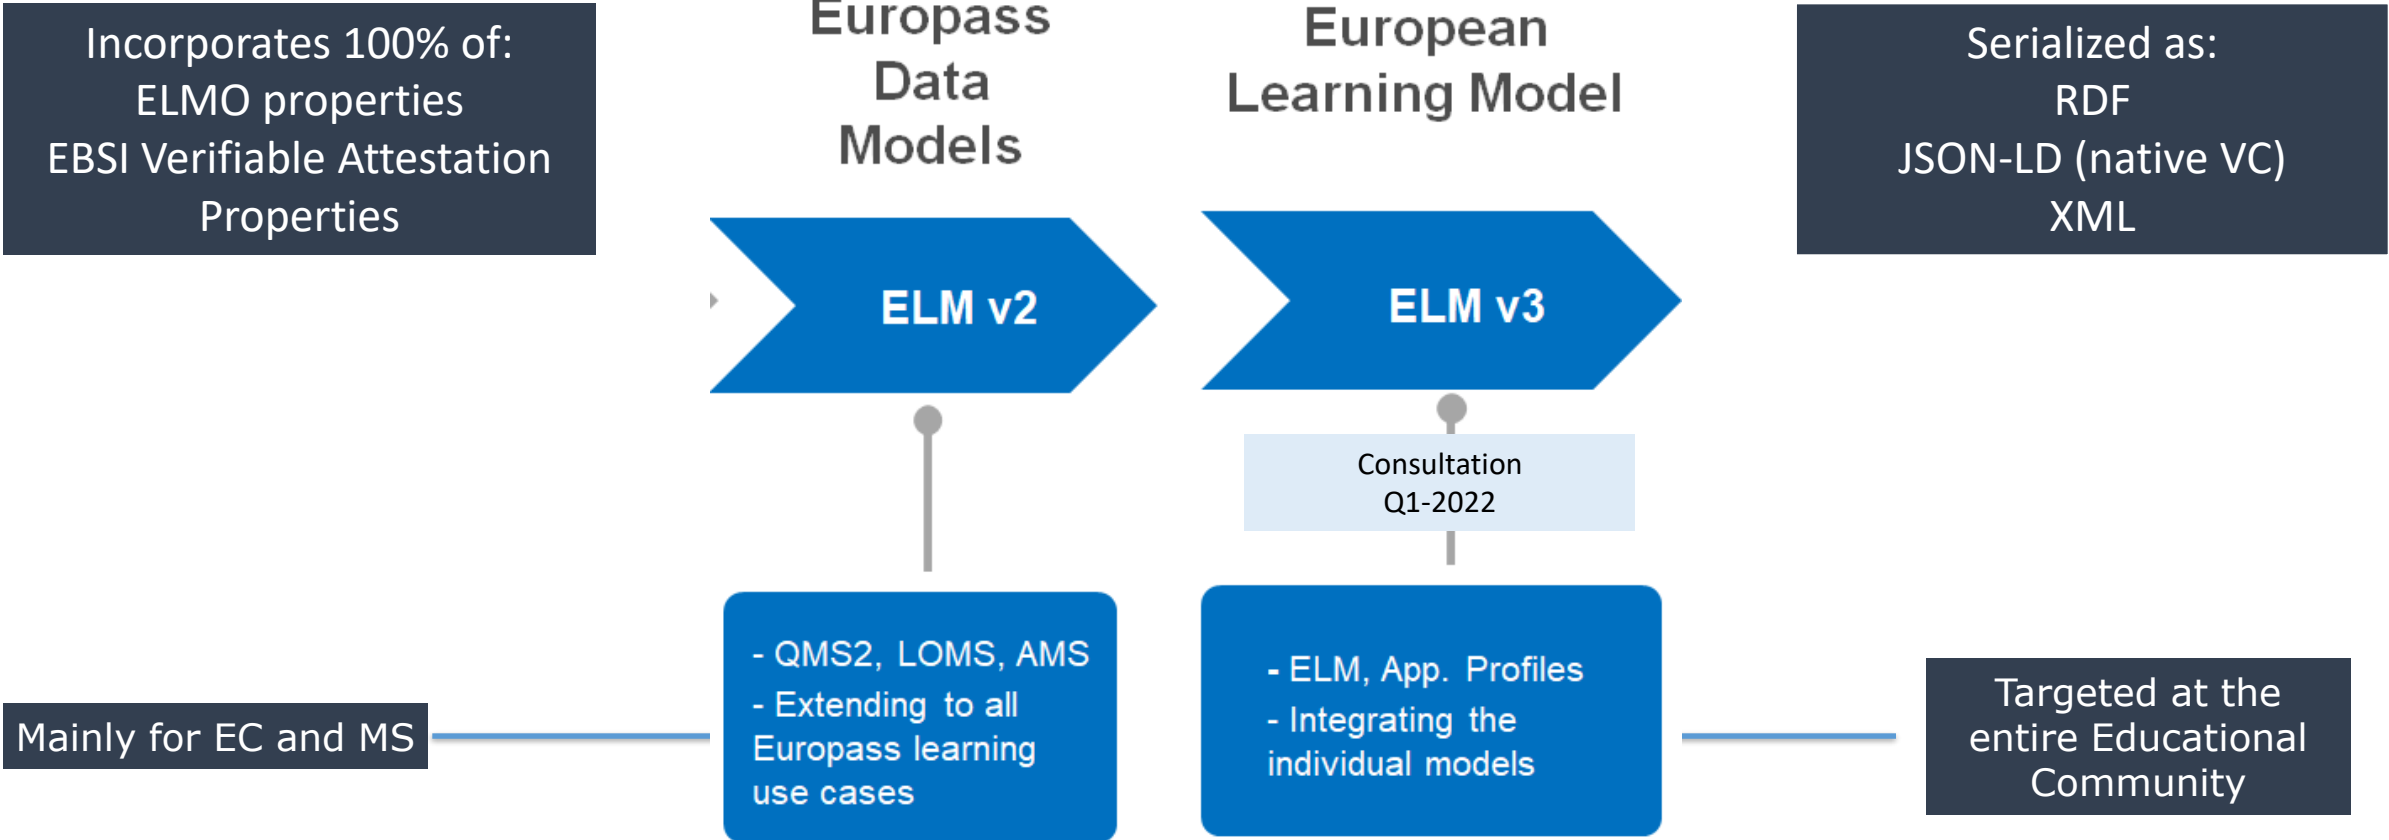 Incorporates 100% of:
ELMO properties
EBSI Verifiable Attestation
Properties
Europass
Data
Models
European
Learning Model
Serialized as:
RDF
JSON-LD (native VC)
XML
ELM v2
ELM v3
Consultation
Q1-2022
- QMS2, LOMS, AMS
- Extending to all
Europass learning
use cases
- ELM, App. Profiles
- Integrating the
individual models
Mainly for EC and MS
Targeted at the
entire Educational
Community